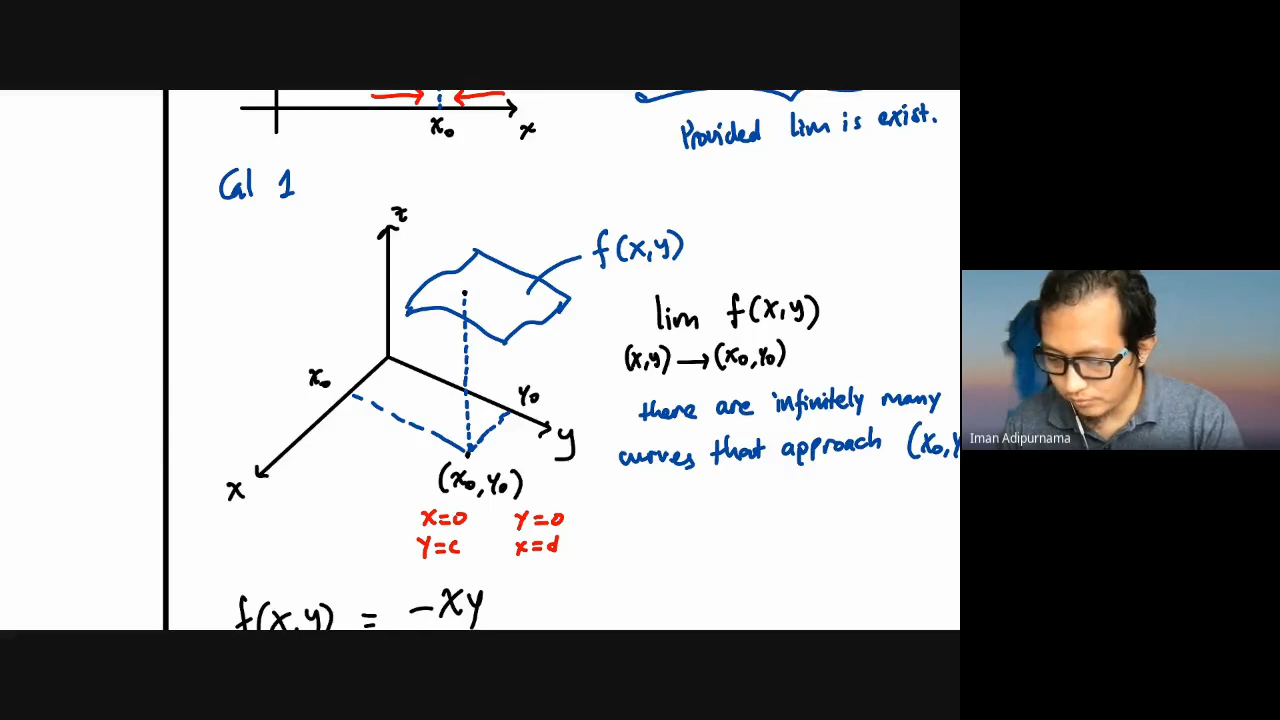 x₀ x
Provided lim is exist.
Cal 1
z
f(x,y)
lim f(x,y)
(x,y) → (x₀,y₀)
x₀
y₀
there are infinitely many
curves that approach (x₀,y
y
x
(x₀,y₀)
x=0 y=0
y=c x=d
f(x,y) = -xy
Iman Adipurnama